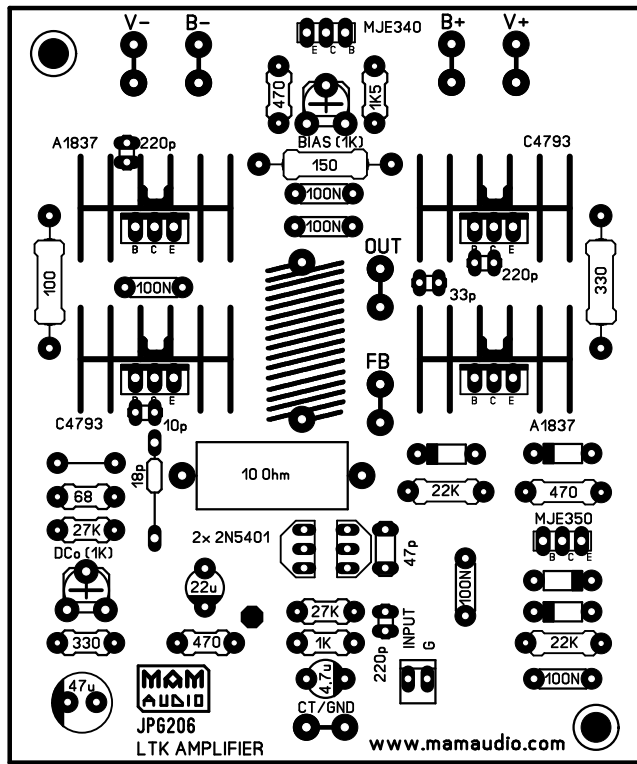 V- B- MJE340 B+ V+
E C B
470 1K5
A1837 220p BIAS (1K) C4793
150
100N
100N
B C E OUT B C E
220p
100 100N 33p 330
FB
B C E B C E
C4793 10p A1837
18p 10 Ohm
68 22K 470
27K 2x 2N5401 MJE350
DCo (1K) 47p B C E
22u 100N
27K INPUT
330 470 1K 220p G 22K
47u MAM 4.7u 100N
AUDIO
JPG206 CT/GND
LTK AMPLIFIER www.mamaudio.com